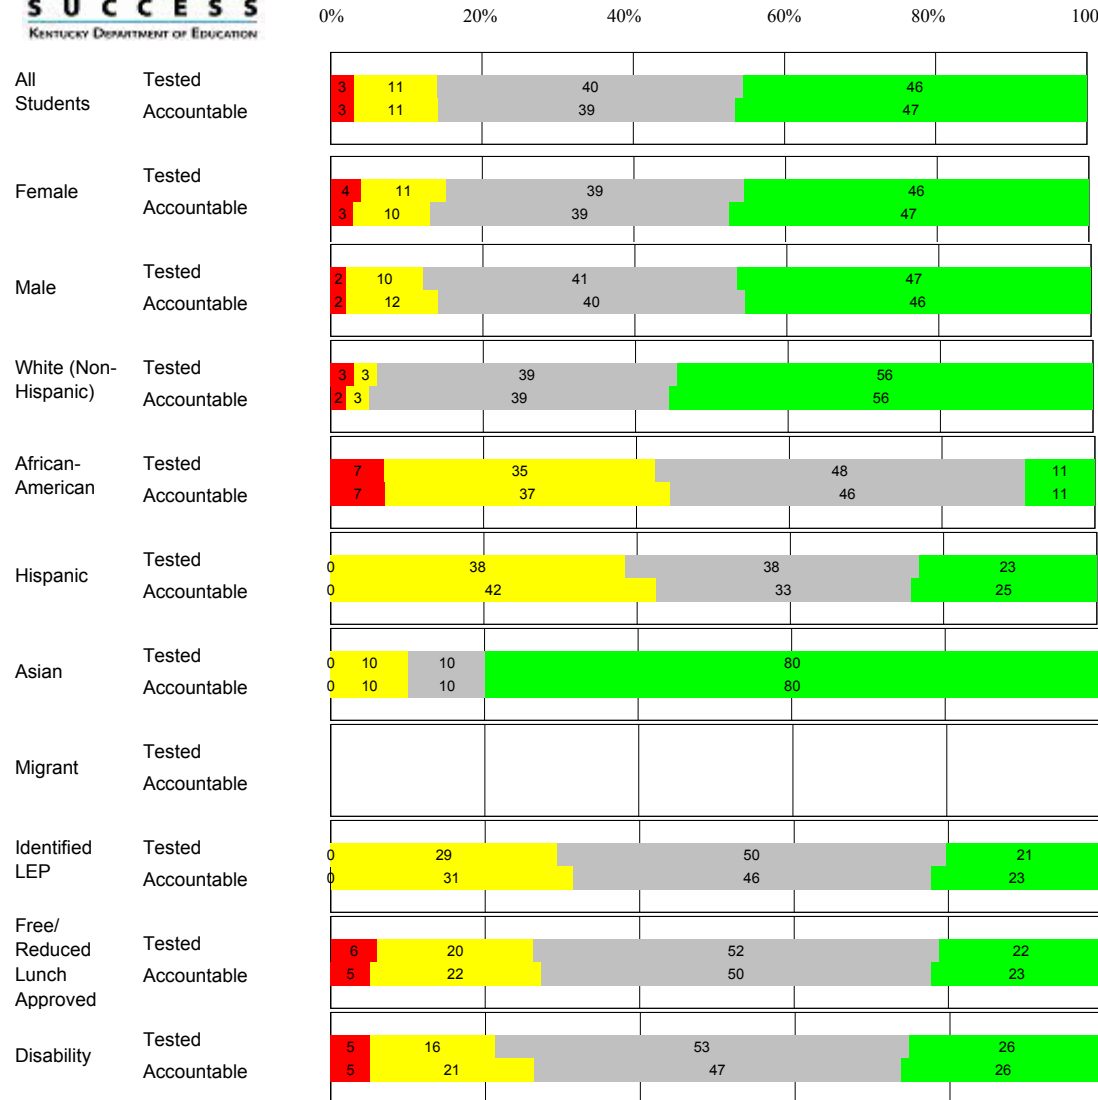 SUCCESS
KENTUCKY DEPARTMENT OF EDUCATION
0% 20% 40% 60% 80% 100
All Students
Tested 3 11 40 46
Accountable 3 11 39 47
Female
Tested 4 11 39 46
Accountable 3 10 39 47
Male
Tested 2 10 41 47
Accountable 2 12 40 46
White (Non-
Hispanic)
Tested 3 3 39 56
Accountable 2 3 39 56
African-
American
Tested 7 35 48 11
Accountable 7 37 46 11
Hispanic
Tested 0 38 38 23
Accountable 0 42 33 25
Asian
Tested 0 10 10 80
Accountable 0 10 10 80
Migrant
Tested
Accountable
Identified
LEP
Tested 0 29 50 21
Accountable 0 31 46 23
Free/
Reduced
Lunch
Approved
Tested 6 20 52 22
Accountable 5 22 50 23
Disability
Tested 5 16 53 26
Accountable 5 21 47 26